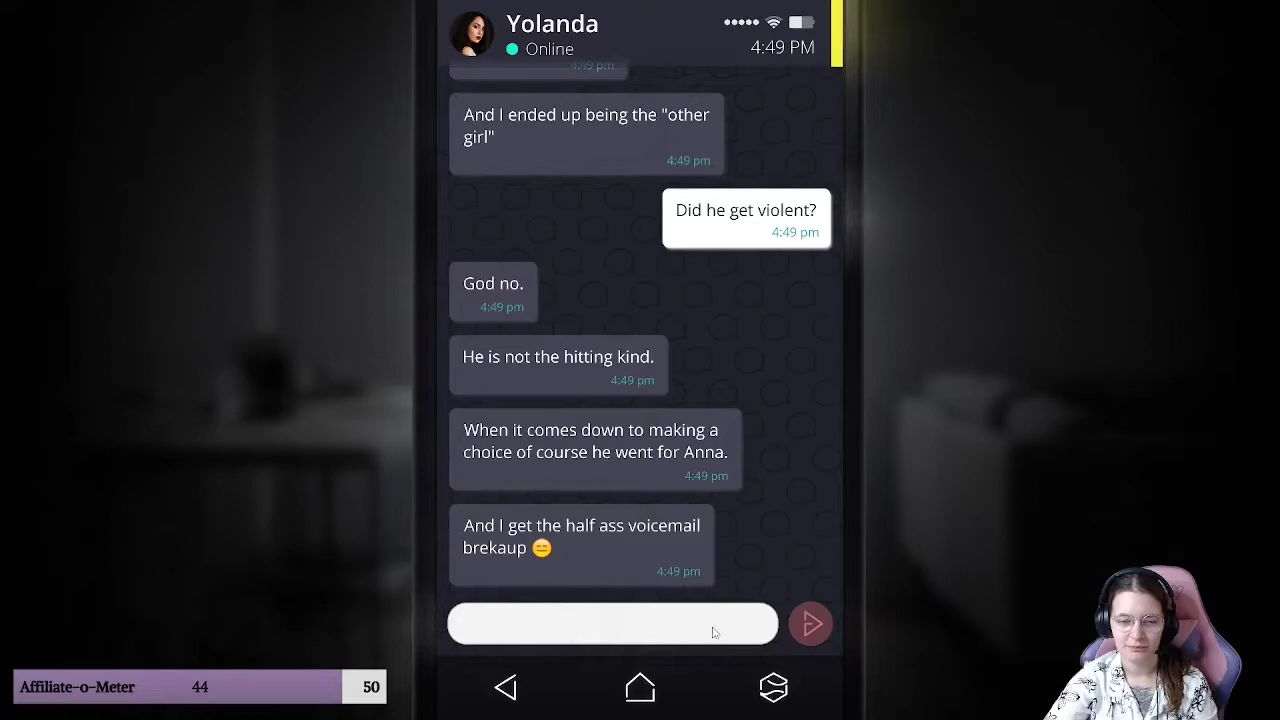 Yolanda
Online
4:49 PM
4:49 pm
And I ended up being the "other
girl"
4:49 pm
Did he get violent?
4:49 pm
God no.
4:49 pm
He is not the hitting kind.
4:49 pm
When it comes down to making a
choice of course he went for Anna.
4:49 pm
And I get the half ass voicemail
brekaup 😑
4:49 pm
Affiliate-o-Meter 44 50